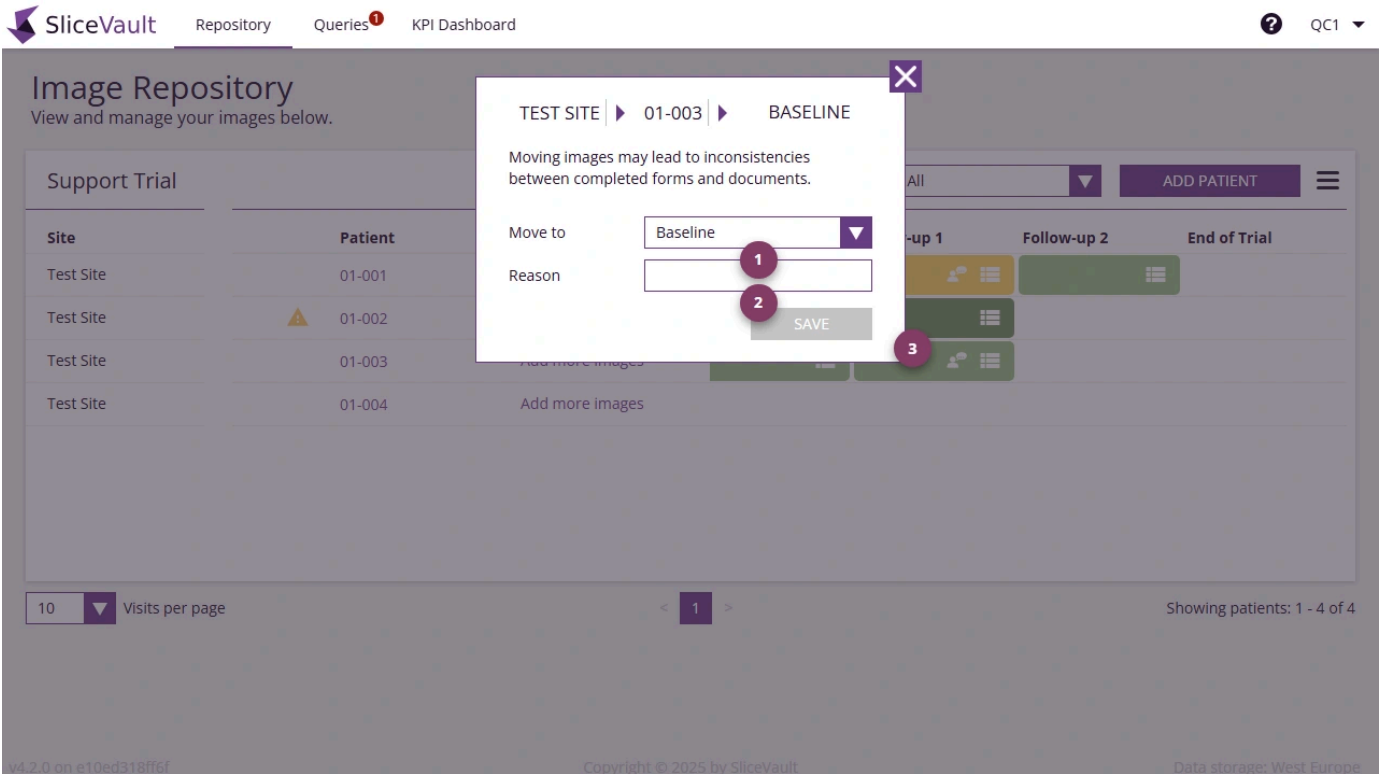 SliceVault Repository Queries 1 KPI Dashboard ? QC1
Image Repository
View and manage your images below.
TEST SITE 01-003 BASELINE
Moving images may lead to inconsistencies
between completed forms and documents.
Move to Baseline
1
Reason
2
SAVE
3
Support Trial All ADD PATIENT
Site Patient -up 1 Follow-up 2 End of Trial
Test Site 01-001
Test Site 01-002
Test Site 01-003 Add more images
Test Site 01-004 Add more images
10 Visits per page < 1 > Showing patients: 1 - 4 of 4
v4.2.0 on e10ed318ff6f Copyright © 2025 by SliceVault Data storage: West Europe